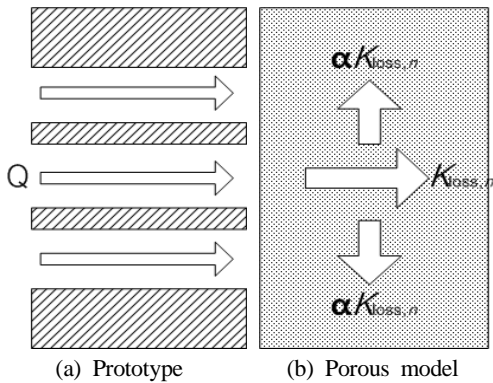 αKloss,n
Q
Kloss,n
αKloss,n
(a) Prototype
(b) Porous model